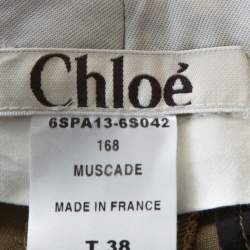 Chloé
6SPA13-6S042
168
MUSCADE
MADE IN FRANCE
T 38